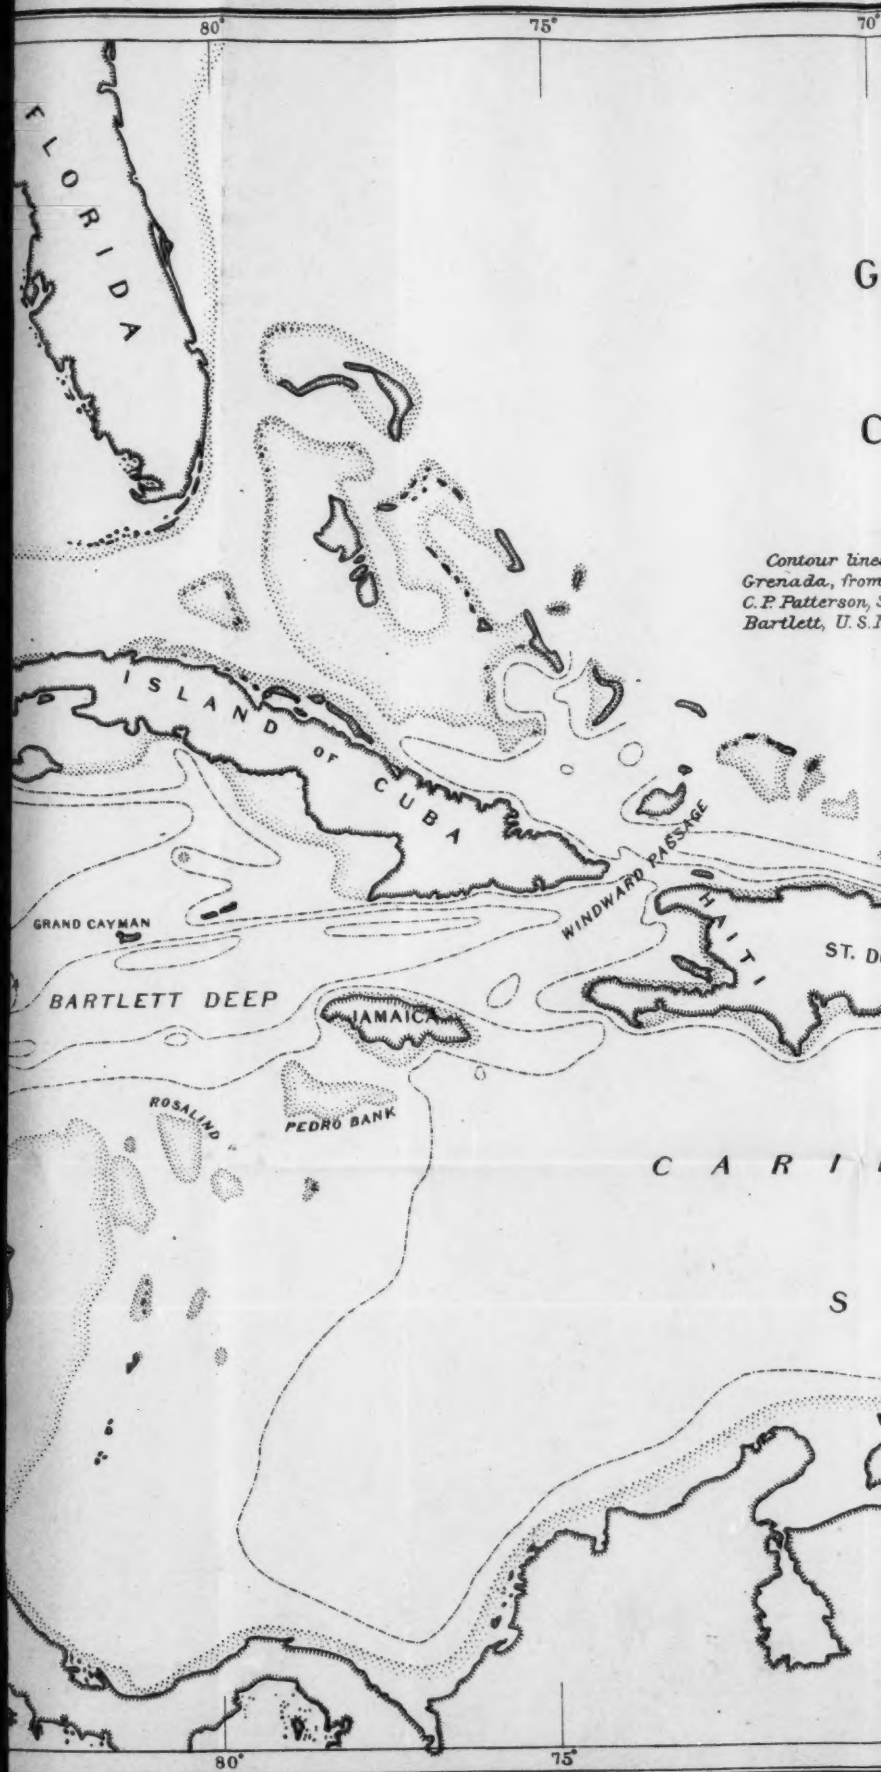 80° 75° 70°
FLORIDA
G
C
Contour line
Grenada, from
C.P. Patterson, S
Bartlett, U.S.
ISLAND OF CUBA
WINDWARD PASSAGE
HAITI
GRAND CAYMAN
ST. D
BARTLETT DEEP
JAMAICA
ROSALIND
PEDRO BANK
CARI
S
80° 75°